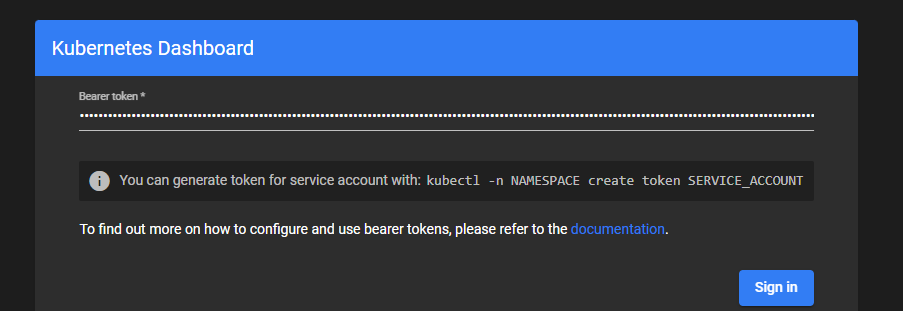 Kubernetes Dashboard
Bearer token *
You can generate token for service account with: kubectl -n NAMESPACE create token SERVICE_ACCOUNT
To find out more on how to configure and use bearer tokens, please refer to the documentation.
Sign in